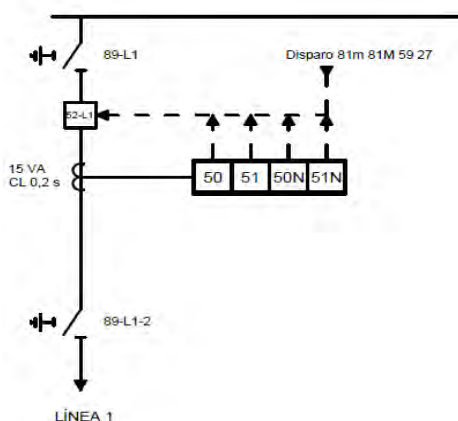 89-L1
Disparo 81m 81M 59 27
52-L1
15 VA
CL 0,2 s
50 51 50N 51N
89-L1-2
LÍNEA 1